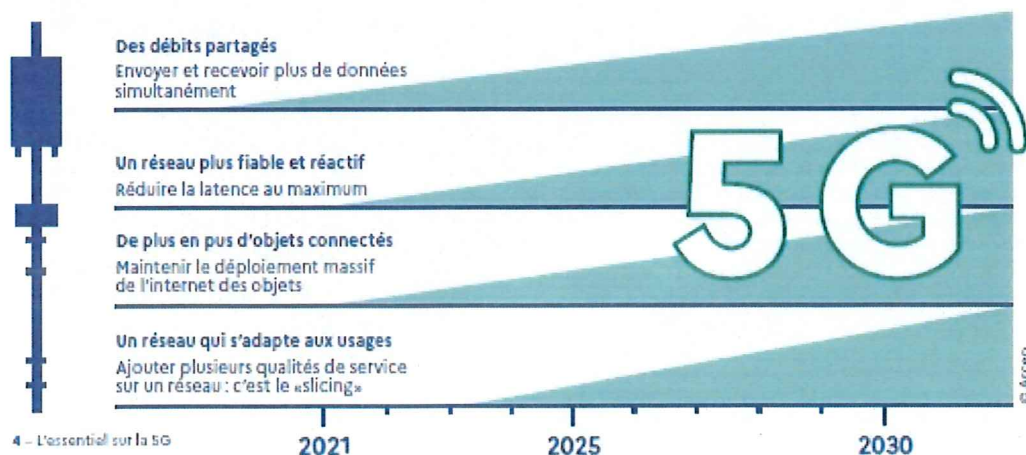 Des débits partagés
Envoyer et recevoir plus de données
simultanément
Un réseau plus fiable et réactif
Réduire la latence au maximum
De plus en pus d'objets connectés
Maintenir le déploiement massif
de l'internet des objets
Un réseau qui s'adapte aux usages
Ajouter plusieurs qualités de service
sur un réseau : c'est le «slicing»
5G
© Arcep
2021
2025
2030
4 – L'essentiel sur la 5G